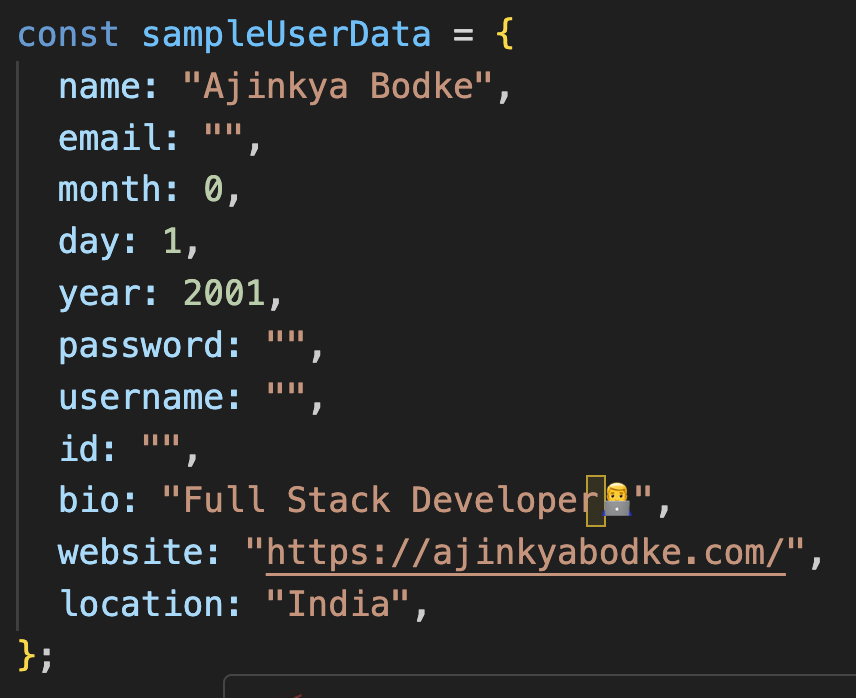 const sampleUserData = {
name: "Ajinkya Bodke",
email: "",
month: 0,
day: 1,
year: 2001,
password: "",
username: "",
id: "",
bio: "Full Stack Developer👨‍💻",
website: "https://ajinkyabodke.com/",
location: "India",
};